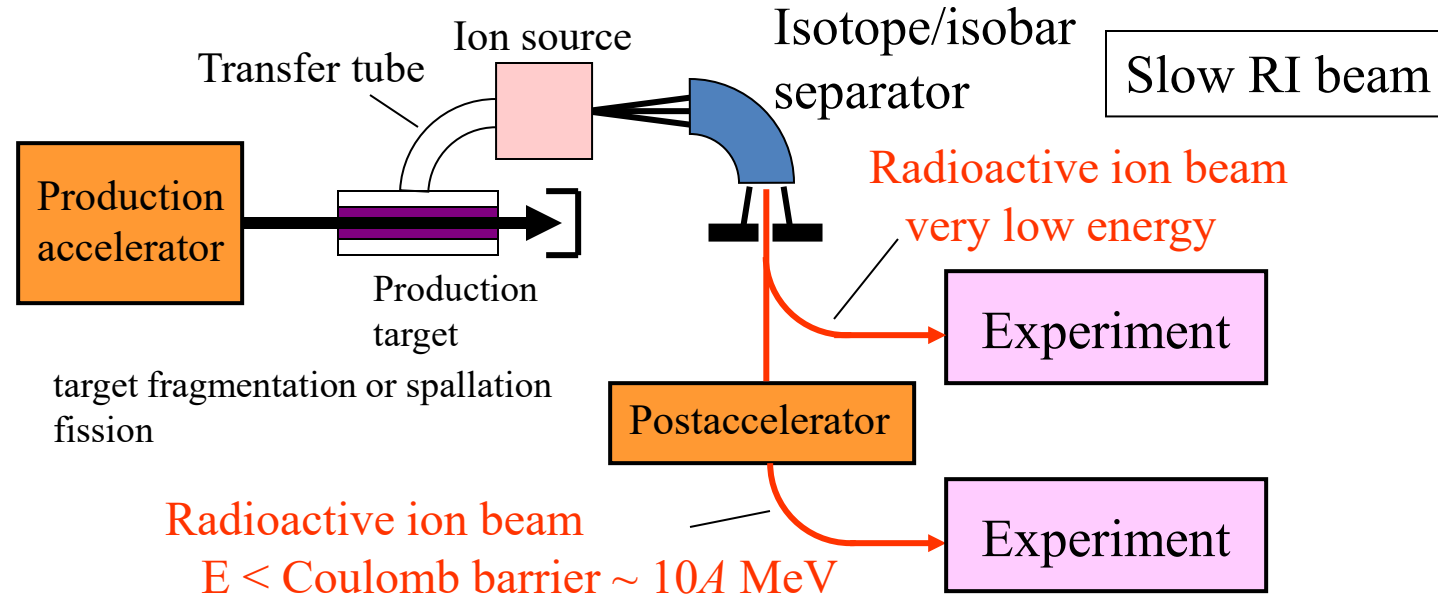 Ion source
Transfer tube
Isotope/isobar
separator
Slow RI beam
Production
accelerator
Radioactive ion beam
very low energy
Production
target
Experiment
target fragmentation or spallation
fission
Postaccelerator
Radioactive ion beam
E < Coulomb barrier ~ 10A MeV
Experiment